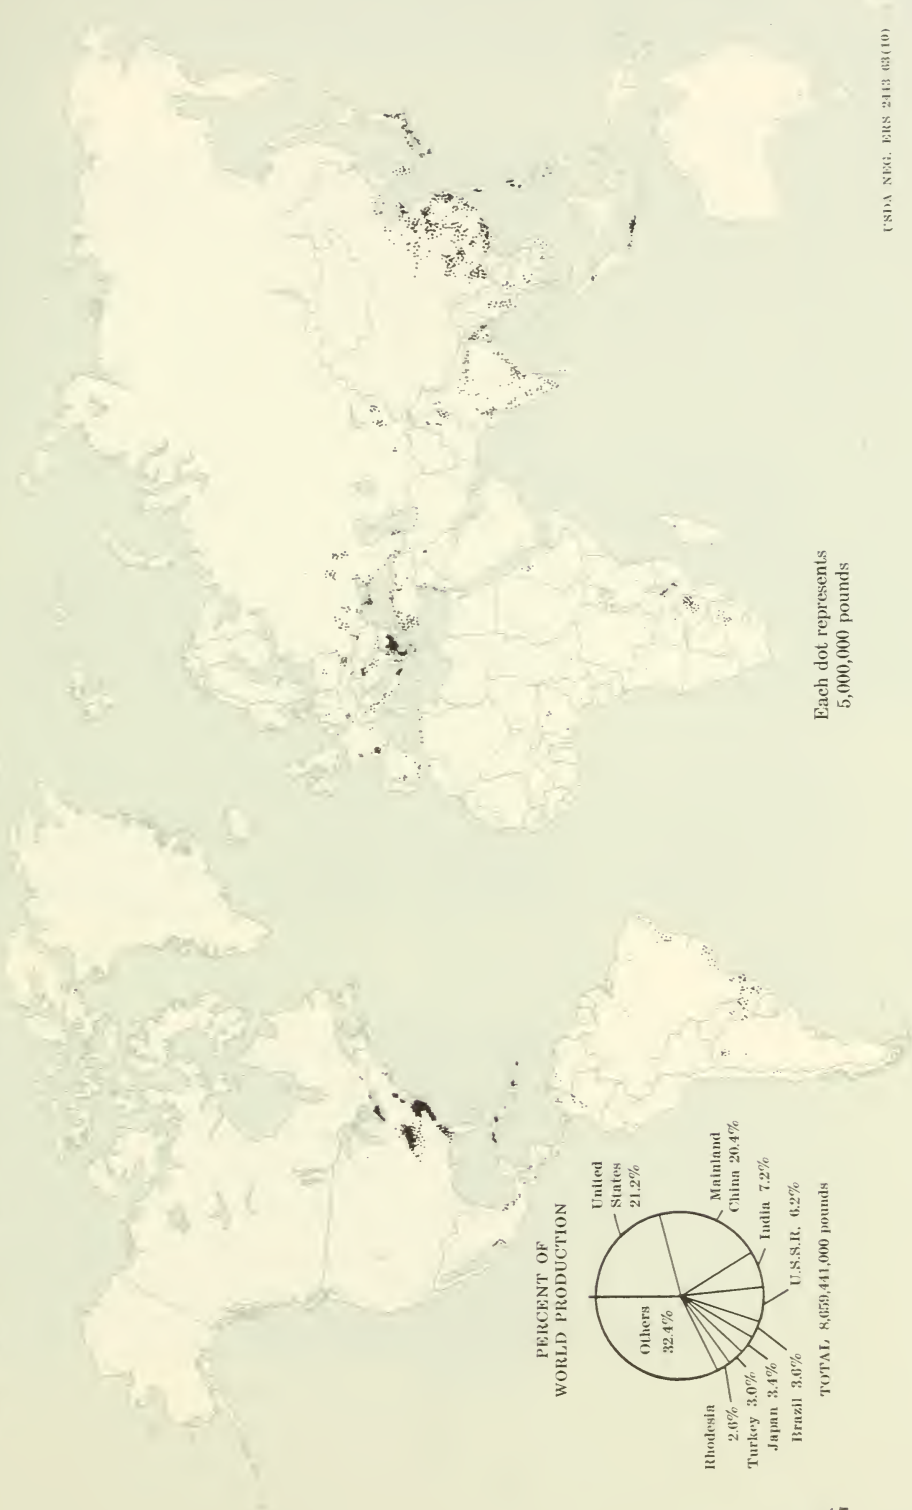 PERCENT OF
WORLD PRODUCTION
United
States
21.2%
Mainland
China 20.4%
India 7.2%
U.S.S.R. 6.2%
Brazil 3.6%
Japan 3.4%
Turkey 3.0%
Rhodesia
2.6%
Others
32.4%
TOTAL 8,659,441,000 pounds
Each dot represents
5,000,000 pounds
USDA NEG. ERS 2443-63(10)